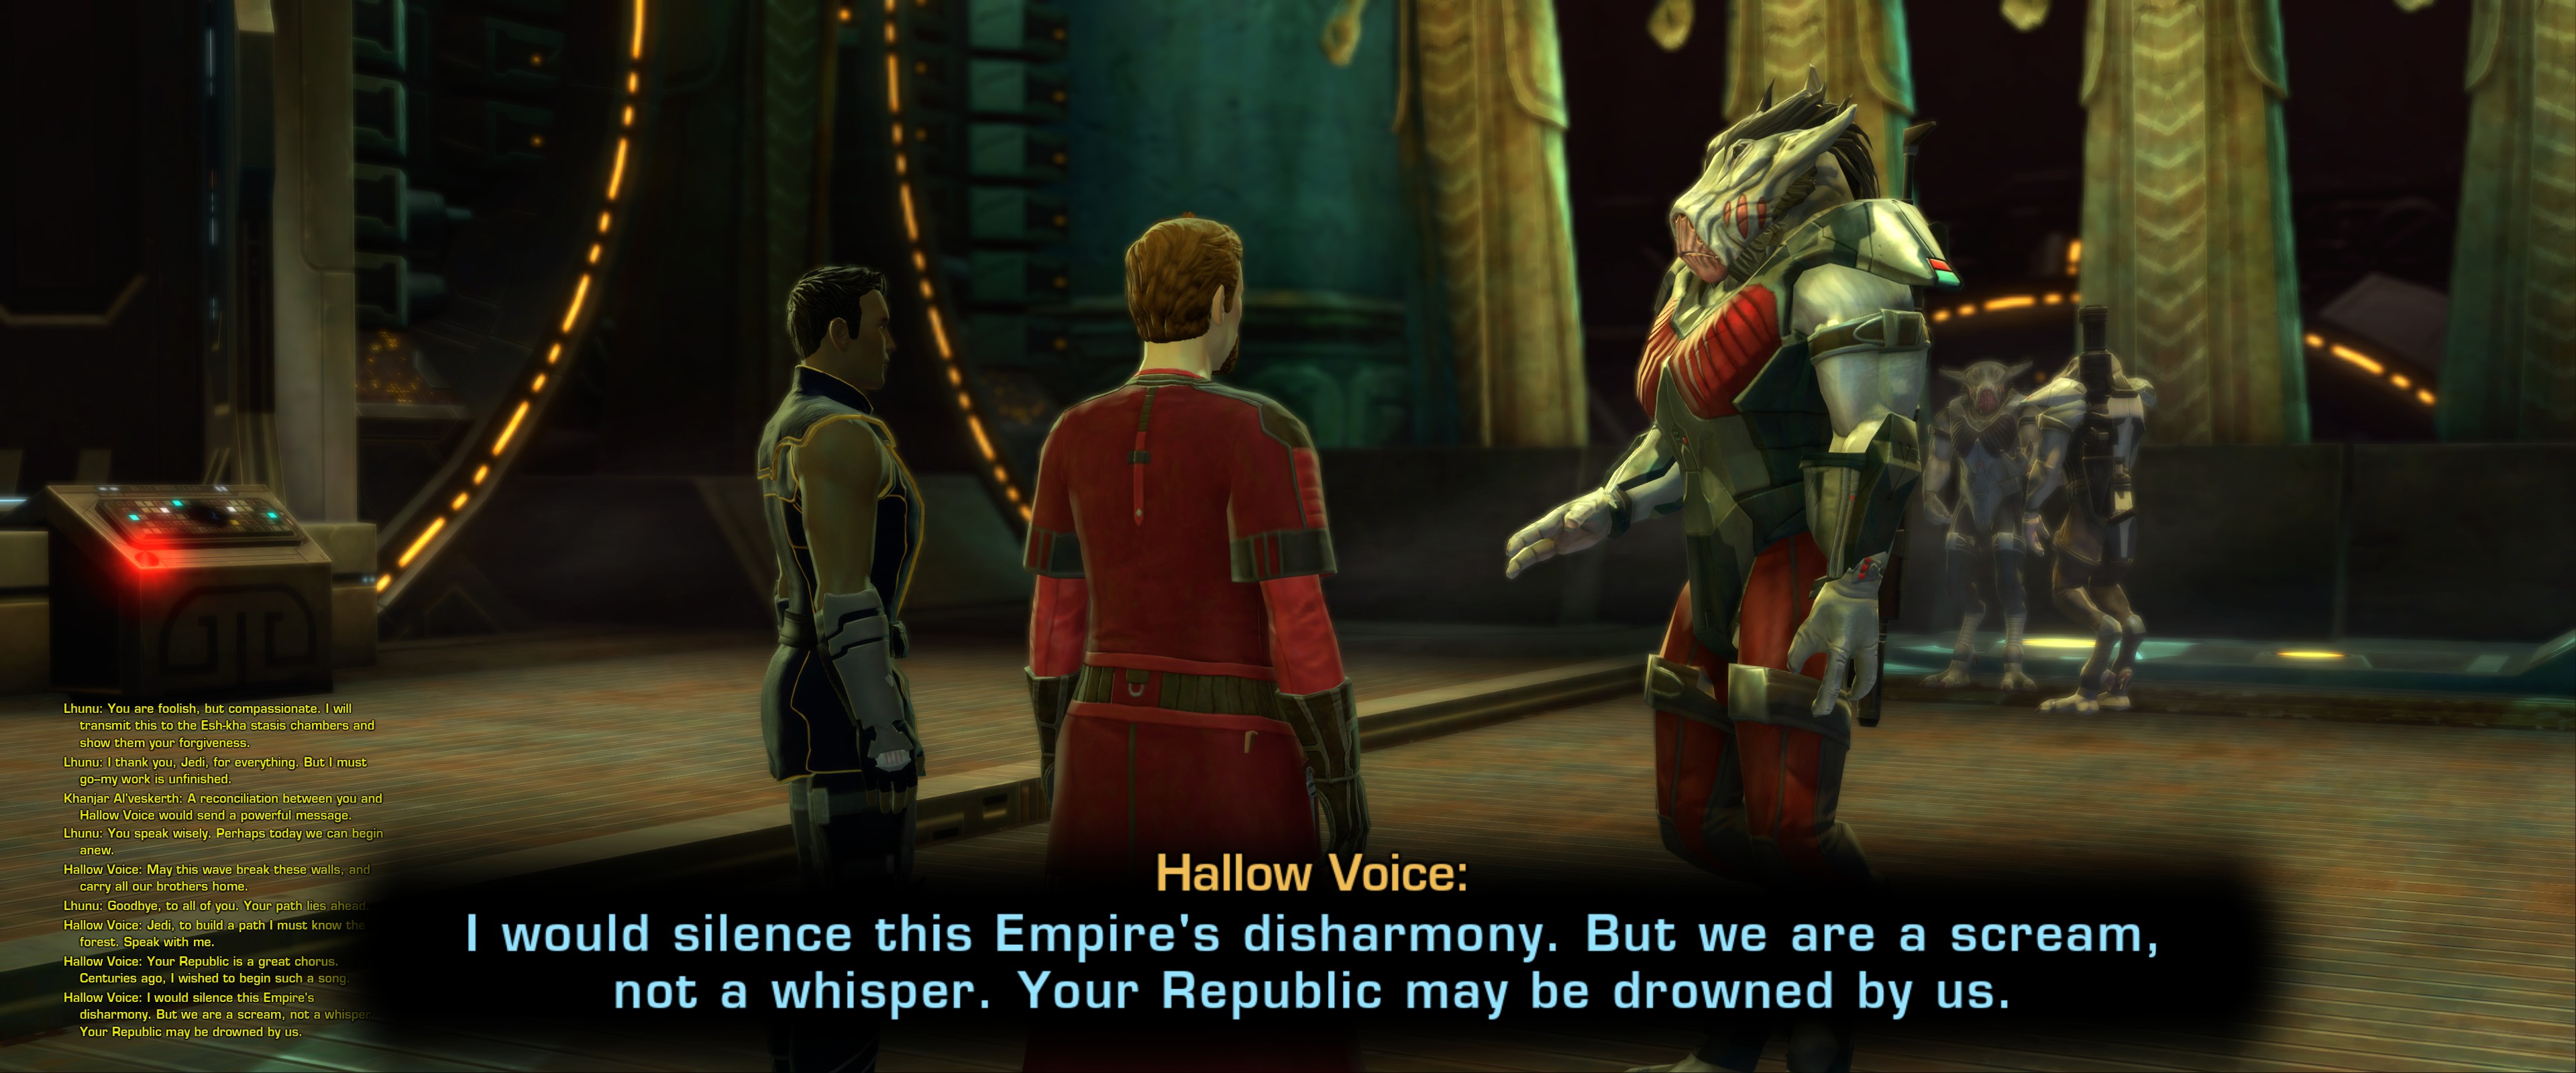 Lhunu: You are foolish, but compassionate. I will
transmit this to the Esh-kha stasis chambers and
show them your forgiveness.
Lhunu: I thank you, Jedi, for everything. But I must
go–my work is unfinished.
Khanjar Al'veskerth: A reconciliation between you and
Hallow Voice would send a powerful message.
Lhunu: You speak wisely. Perhaps today we can begin
anew.
Hallow Voice: May this wave break these walls, and
carry all our brothers home.
Lhunu: Goodbye, to all of you. Your path lies ahead.
Hallow Voice: Jedi, to build a path I must know the
forest. Speak with me.
Hallow Voice: Your Republic is a great chorus.
Centuries ago, I wished to begin such a song.
Hallow Voice: I would silence this Empire's
disharmony. But we are a scream, not a whisper.
Your Republic may be drowned by us.
Hallow Voice:
I would silence this Empire's disharmony. But we are a scream,
not a whisper. Your Republic may be drowned by us.